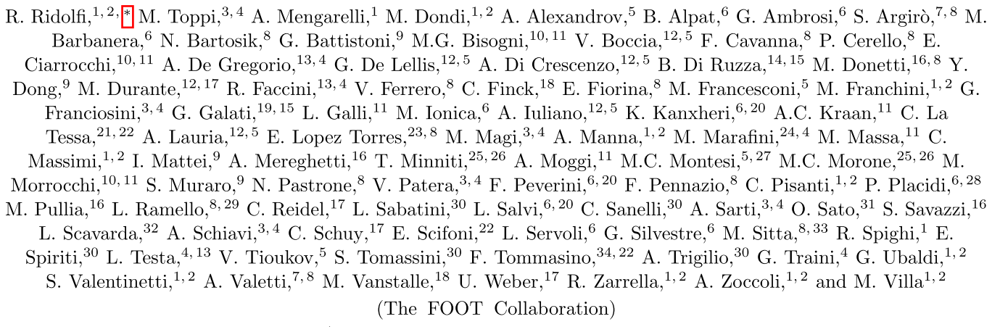 R. Ridolfi,1, 2, * M. Toppi,3, 4 A. Mengarelli,1 M. Dondi,1, 2 A. Alexandrov,5 B. Alpat,6 G. Ambrosi,6 S. Argirò,7, 8 M.
Barbanera,6 N. Bartosik,8 G. Battistoni,9 M.G. Bisogni,10, 11 V. Boccia,12, 5 F. Cavanna,8 P. Cerello,8 E.
Ciarrocchi,10, 11 A. De Gregorio,13, 4 G. De Lellis,12, 5 A. Di Crescenzo,12, 5 B. Di Ruzza,14, 15 M. Donetti,16, 8 Y.
Dong,9 M. Durante,12, 17 R. Faccini,13, 4 V. Ferrero,8 C. Finck,18 E. Fiorina,8 M. Francesconi,5 M. Franchini,1, 2 G.
Franciosini,3, 4 G. Galati,19, 15 L. Galli,11 M. Ionica,6 A. Iuliano,12, 5 K. Kanxheri,6, 20 A.C. Kraan,11 C. La
Tessa,21, 22 A. Lauria,12, 5 E. Lopez Torres,23, 8 M. Magi,3, 4 A. Manna,1, 2 M. Marafini,24, 4 M. Massa,11 C.
Massimi,1, 2 I. Mattei,9 A. Mereghetti,16 T. Minniti,25, 26 A. Moggi,11 M.C. Montesi,5, 27 M.C. Morone,25, 26 M.
Morrocchi,10, 11 S. Muraro,9 N. Pastrone,8 V. Patera,3, 4 F. Peverini,6, 20 F. Pennazio,8 C. Pisanti,1, 2 P. Placidi,6, 28
M. Pullia,16 L. Ramello,8, 29 C. Reidel,17 L. Sabatini,30 L. Salvi,6, 20 C. Sanelli,30 A. Sarti,3, 4 O. Sato,31 S. Savazzi,16
L. Scavarda,32 A. Schiavi,3, 4 C. Schuy,17 E. Scifoni,22 L. Servoli,6 G. Silvestre,6 M. Sitta,8, 33 R. Spighi,1 E.
Spiriti,30 L. Testa,4, 13 V. Tioukov,5 S. Tomassini,30 F. Tommasino,34, 22 A. Trigilio,30 G. Traini,4 G. Ubaldi,1, 2
S. Valentinetti,1, 2 A. Valetti,7, 8 M. Vanstalle,18 U. Weber,17 R. Zarrella,1, 2 A. Zoccoli,1, 2 and M. Villa1, 2
(The FOOT Collaboration)